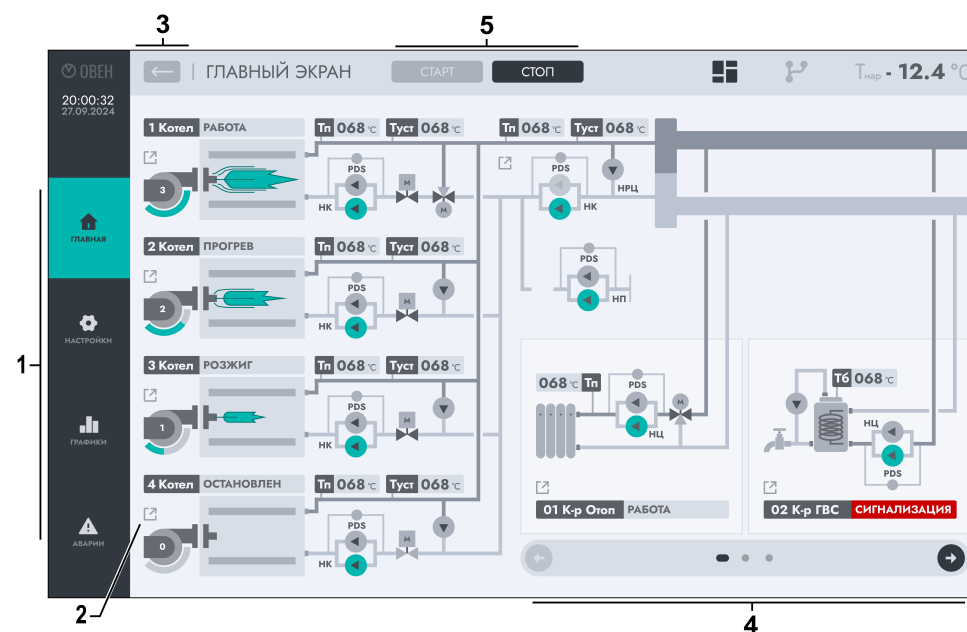 3
5
ОВЕН
ГЛАВНЫЙ ЭКРАН
СТАРТ
СТОП
Tнар - 12.4 °C
20:00:32
27.09.2024
1 Котел РАБОТА
Тп 068 °C
Туст 068 °C
Тп 068 °C
Туст 068 °C
PDS
M
PDS
НРЦ
3
НК
M
НК
1
ГЛАВНАЯ
2 Котел ПРОГРЕВ
Тп 068 °C
Туст 068 °C
PDS
M
PDS
2
НК
НП
НАСТРОЙКИ
3 Котел РОЗЖИГ
Тп 068 °C
Туст 068 °C
PDS
M
1
НК
068 °C Тп
PDS
M
НЦ
Тб 068 °C
НЦ
PDS
ГРАФИКИ
4 Котел ОСТАНОВЛЕН
Тп 068 °C
Туст 068 °C
01 К-р Отоп РАБОТА
02 К-р ГВС СИГНАЛИЗАЦИЯ
PDS
M
0
НК
АВАРИИ
2
4